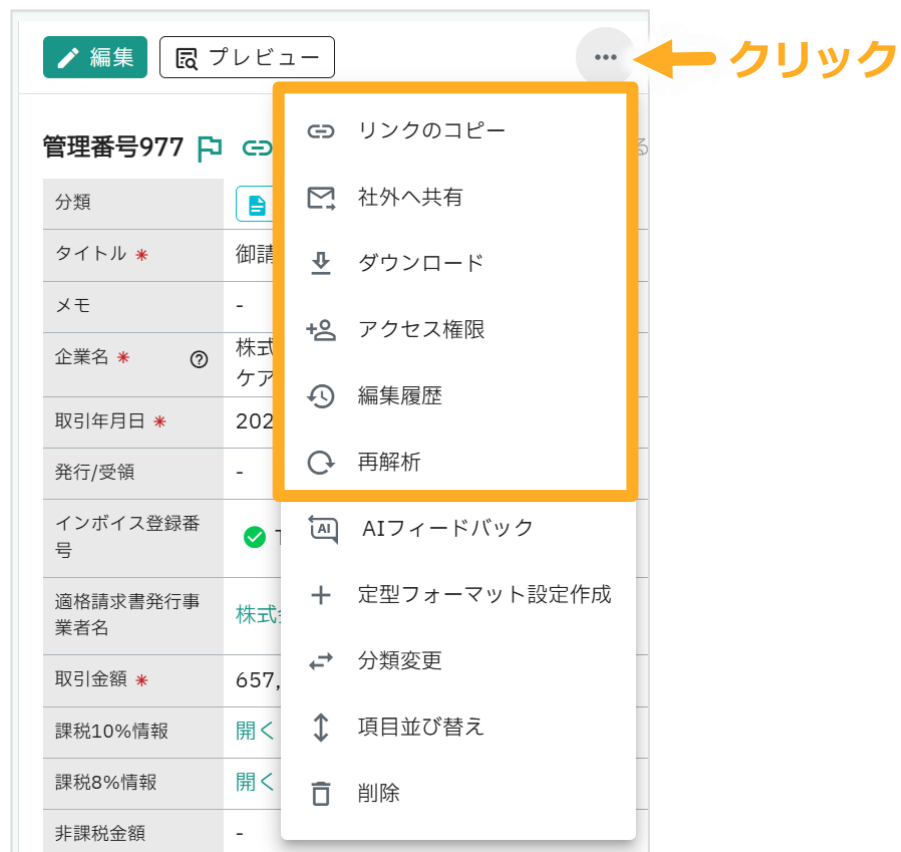 編集
プレビュー
クリック
管理番号977
る
リンクのコピー
分類
社外へ共有
タイトル *
御請
ダウンロード
メモ
-
アクセス権限
企業名 *
株式
ケア
編集履歴
取引年月日 *
202
再解析
発行/受領
-
インボイス登録番
号
T
AI
AIフィードバック
適格請求書発行事
業者名
株式
定型フォーマット設定作成
取引金額 *
657,
分類変更
課税10%情報
開く
項目並び替え
課税8%情報
開く
削除
非課税金額
-